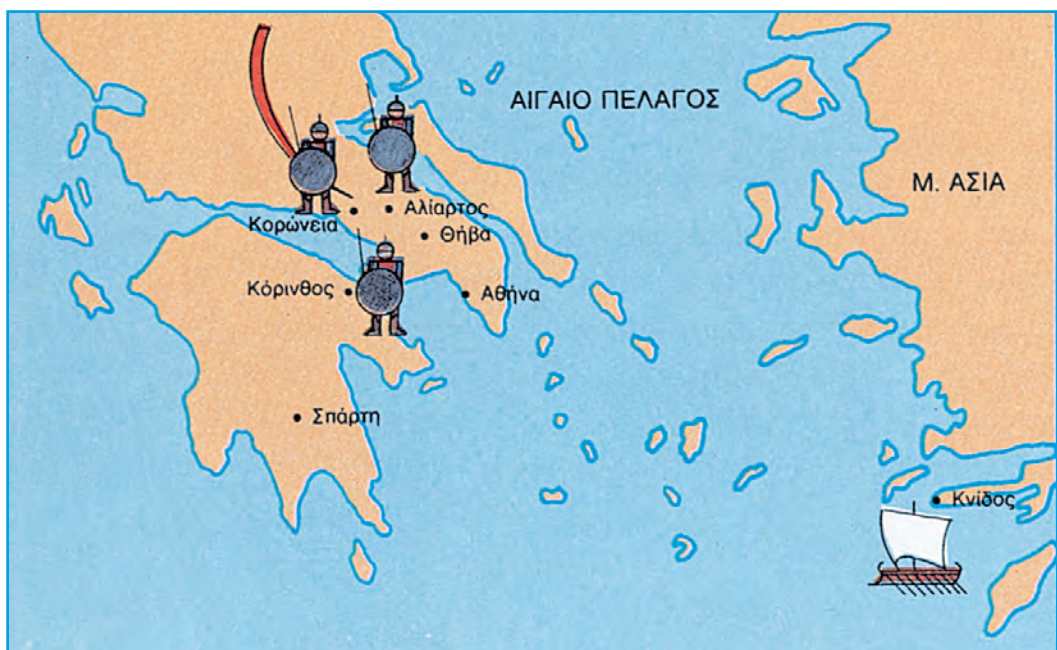 ΑΙΓΑΙΟ ΠΕΛΑΓΟΣ
Μ. ΑΣΙΑ
Αλίαρτος
Κορώνεια
Θήβα
Κόρινθος
Αθήνα
Σπάρτη
Κνίδος